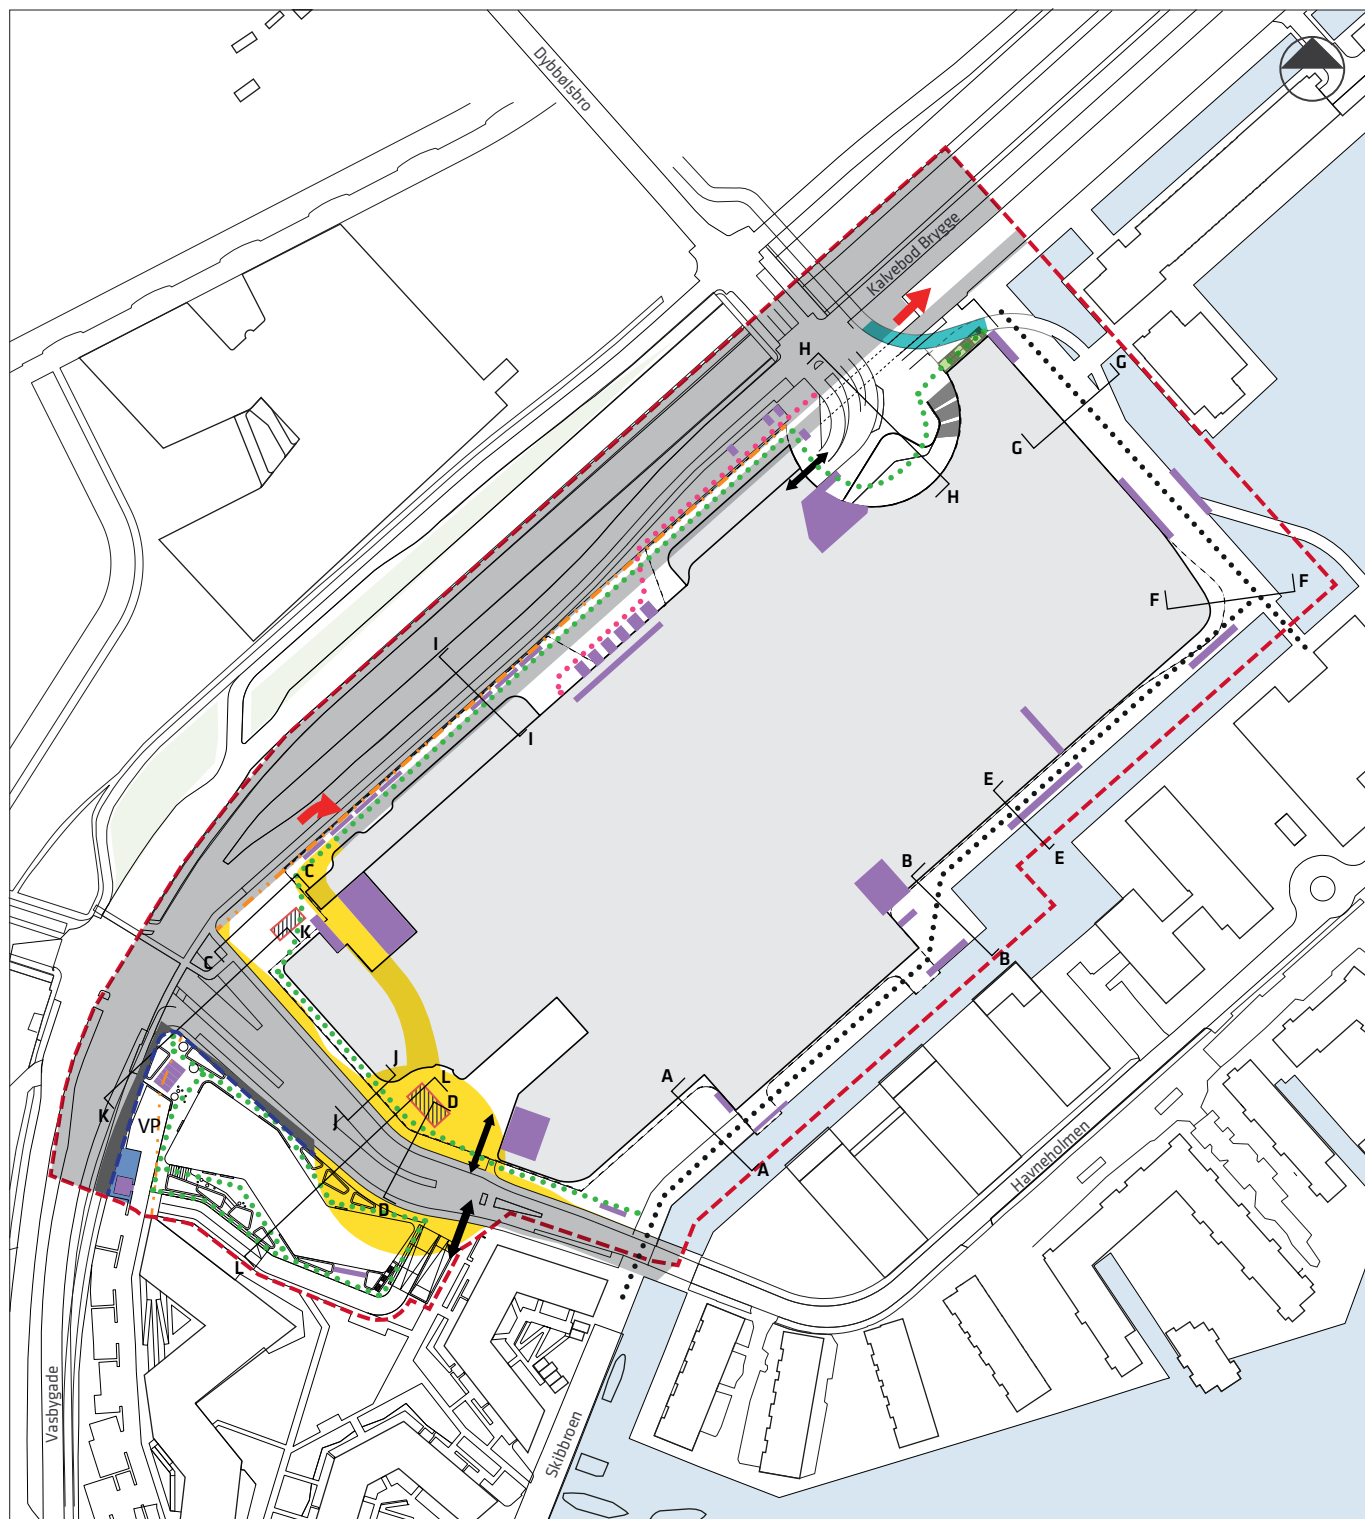 Dybbølsbro
Kalvebod Brygge
H
G
G
H
I
F
F
I
E
E
C
B
K
C
B
J
L
A
D
J
K
VP
A
D
L
Havneholmen
Vasbygade
Skibbroen